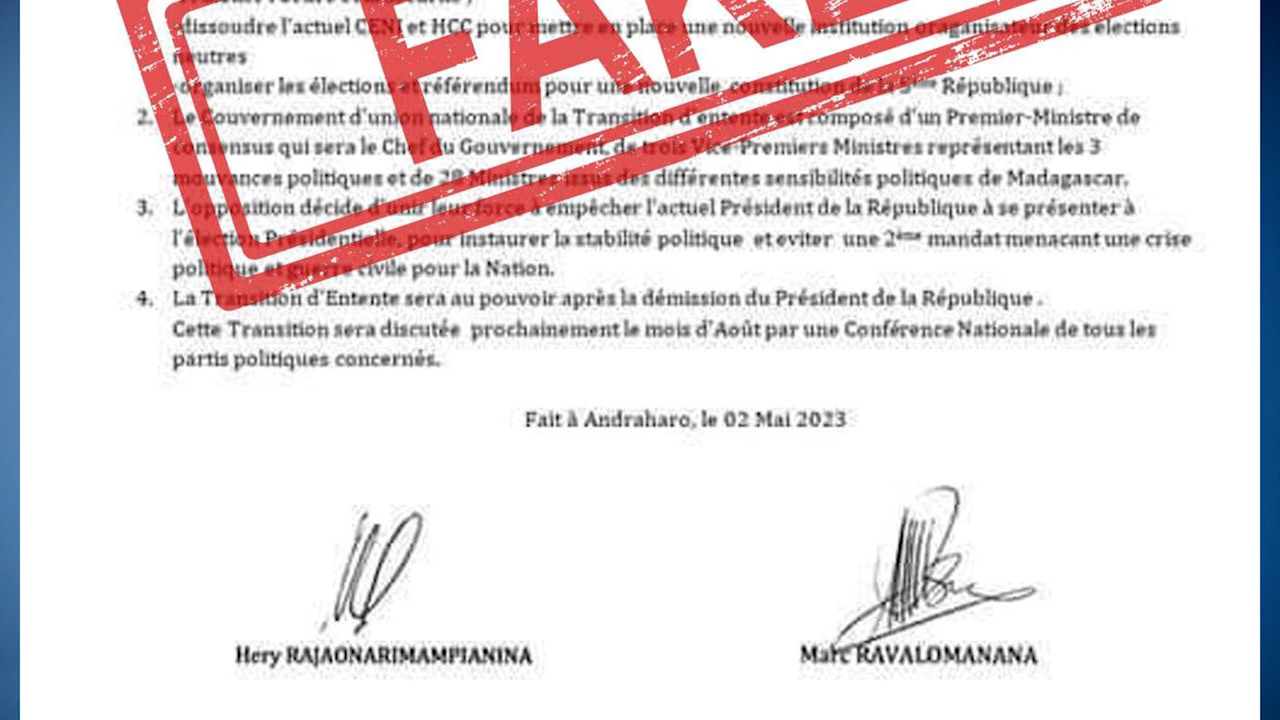 dissoudre l'actuel CENI et HCC pour mettre en place une nouvelle institution oraganisateur des elections
neutres
organiser les élections et référendum pour une nouvelle constitution de la 5ème République ;
2. Le Gouvernement d'union nationale de la Transition d'entente est composé d'un Premier-Ministre de
consensus qui sera le Chef du Gouvernement, de trois Vice-Premiers Ministres représentant les 3
mouvances politiques et de 28 Ministres issus des différentes sensibilités politiques de Madagascar.
3. L'opposition décide d'unir leur force à empêcher l'actuel Président de la République à se présenter à
l'élection Présidentielle, pour instaurer la stabilité politique et eviter une 2ème mandat menacant une crise
politique et guerre civile pour la Nation.
4. La Transition d'Entente sera au pouvoir après la démission du Président de la République .
Cette Transition sera discutée prochainement le mois d'Août par une Conférence Nationale de tous les
partis politiques concernés.
Fait à Andraharo, le 02 Mai 2023
Hery RAJAONARIMAMPIANINA
Marc RAVALOMANANA
FAKE